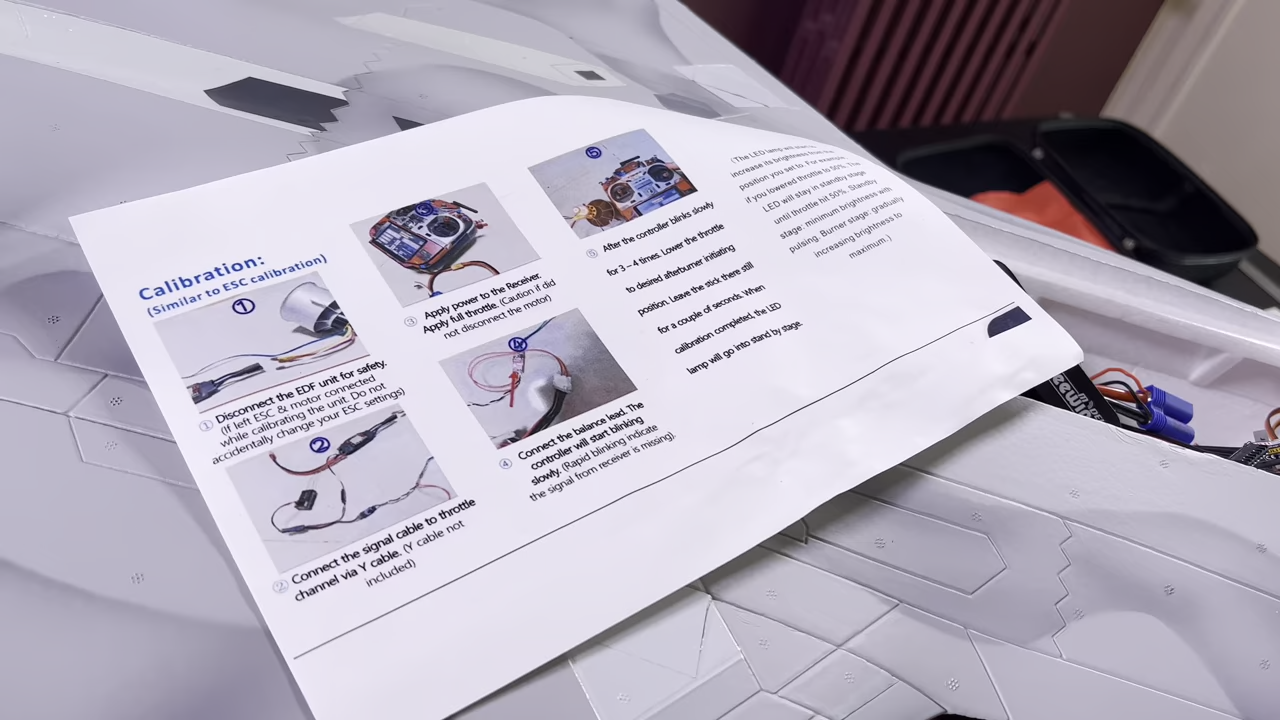 Calibration:
(Similar to ESC calibration)
①
① Disconnect the EDF unit for safety.
(If left ESC & motor connected
while calibrating the unit. Do not
accidentally change your ESC settings)
②
② Connect the signal cable to throttle
channel via Y cable. (Y cable not
included)
③ Apply power to the Receiver.
Apply full throttle. (Caution if did
not disconnect the motor)
④
④ Connect the balance lead. The
controller will start blinking
slowly. (Rapid blinking indicate
the signal from receiver is missing).
⑤
⑤ After the controller blinks slowly
for 3~4 times. Lower the throttle
to desired afterburner initiating
position. Leave the stick there still
for a couple of seconds. When
calibration completed, the LED
lamp will go into stand by stage.
(The LED lamp will
increase its brightness from the
position you set to. For example
if you lowered throttle to 50%. The
LED will stay in standby stage
until throttle hit 50%. Standby
stage: minimum brightness with
pulsing. Burner stage: gradually
increasing brightness to
maximum.)